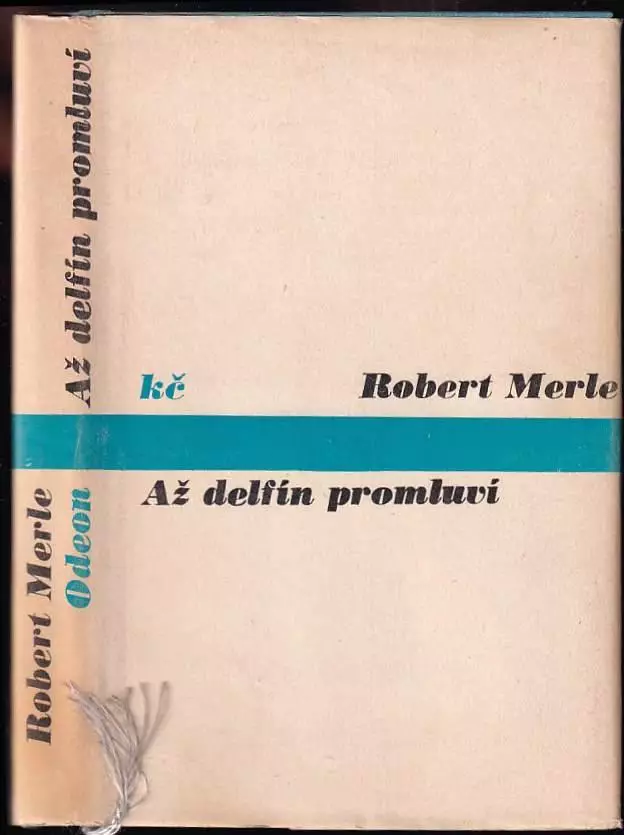 Robert Merle
Až delfín promluví
Odeon
kč
Robert Merle
Až delfín promluví